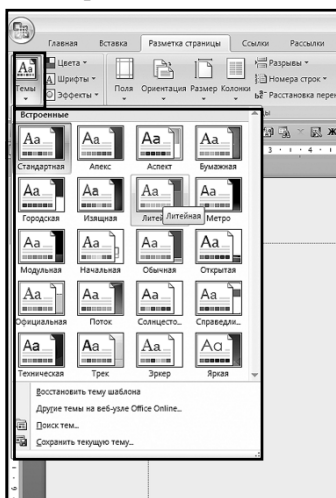 Главная Вставка Разметка страницы Ссылки Рассылки
Темы
Цвета
Шрифты
Эффекты
Поля Ориентация Размер Колонки
Разрывы
Номера строк
Расстановка перен
Встроенные
Стандартная Апекс Аспект Бумажная
Городская Изящная Литей Литейная Метро
Модульная Начальная Обычная Открытая
Официальная Поток Солнцесто... Справедли...
Техническая Трек Эркер Яркая
Восстановить тему шаблона
Другие темы на веб-узле Office Online...
Поиск тем...
Сохранить текущую тему...